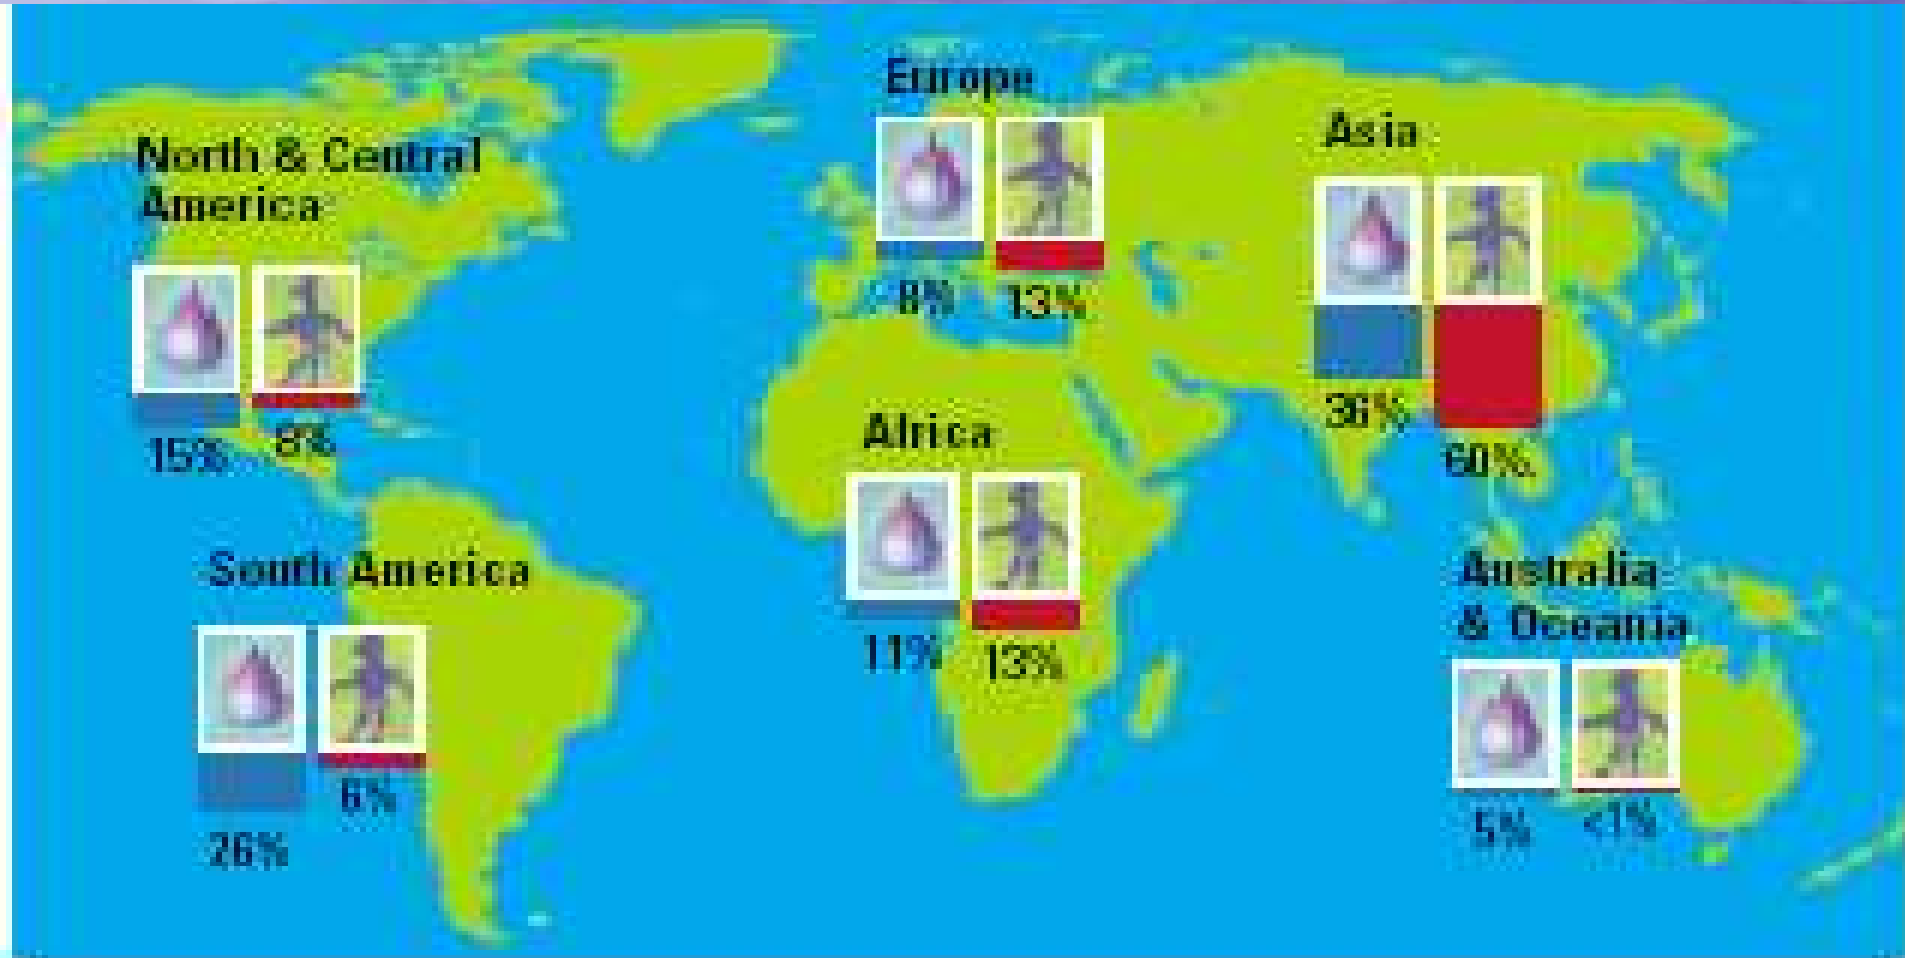 Europe
8% 13%
Asia
36% 60%
North & Central
America
15% 8%
Africa
11% 13%
South America
26% 6%
Australia
& Oceania
5% <1%